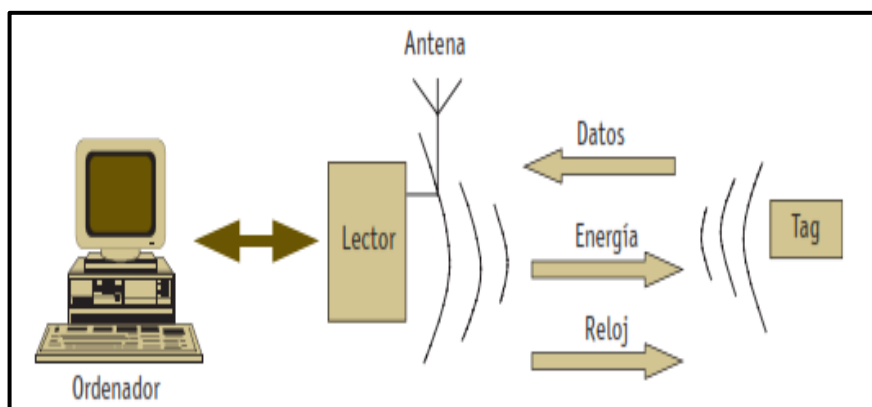 Antena
Datos
Lector
Energía
Tag
Reloj
Ordenador